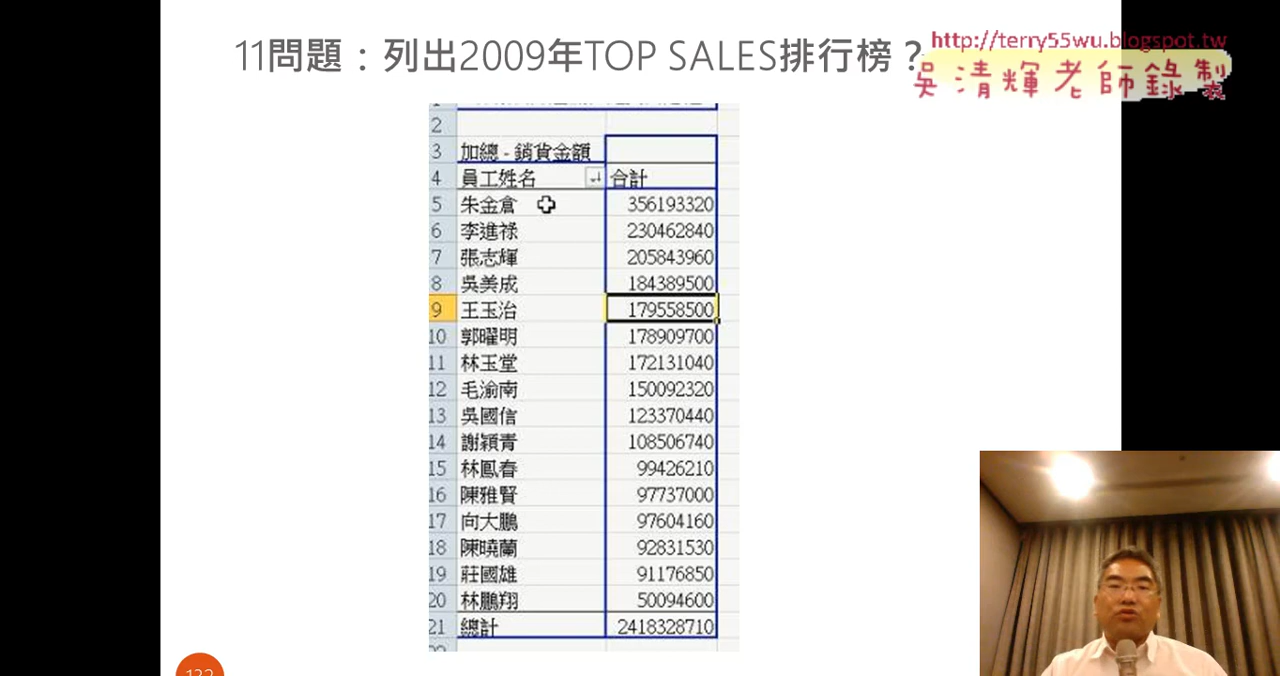 11問題：列出2009年TOP SALES排行榜？
http://terry55wu.blogspot.tw
吳清輝老師錄製
2
3 加總 - 銷貨金額
4 員工姓名 合計
5 朱金倉 356193320
6 李進祿 230462840
7 張志輝 205843960
8 吳美成 184389500
9 王玉治 179558500
10 郭曜明 178909700
11 林玉堂 172131040
12 毛渝南 150092320
13 吳國信 123370440
14 謝穎青 108506740
15 林鳳春 99426210
16 陳雅賢 97737000
17 向大鵬 97604160
18 陳曉蘭 92831530
19 莊國雄 91176850
20 林鵬翔 50094600
21 總計 2418328710
132